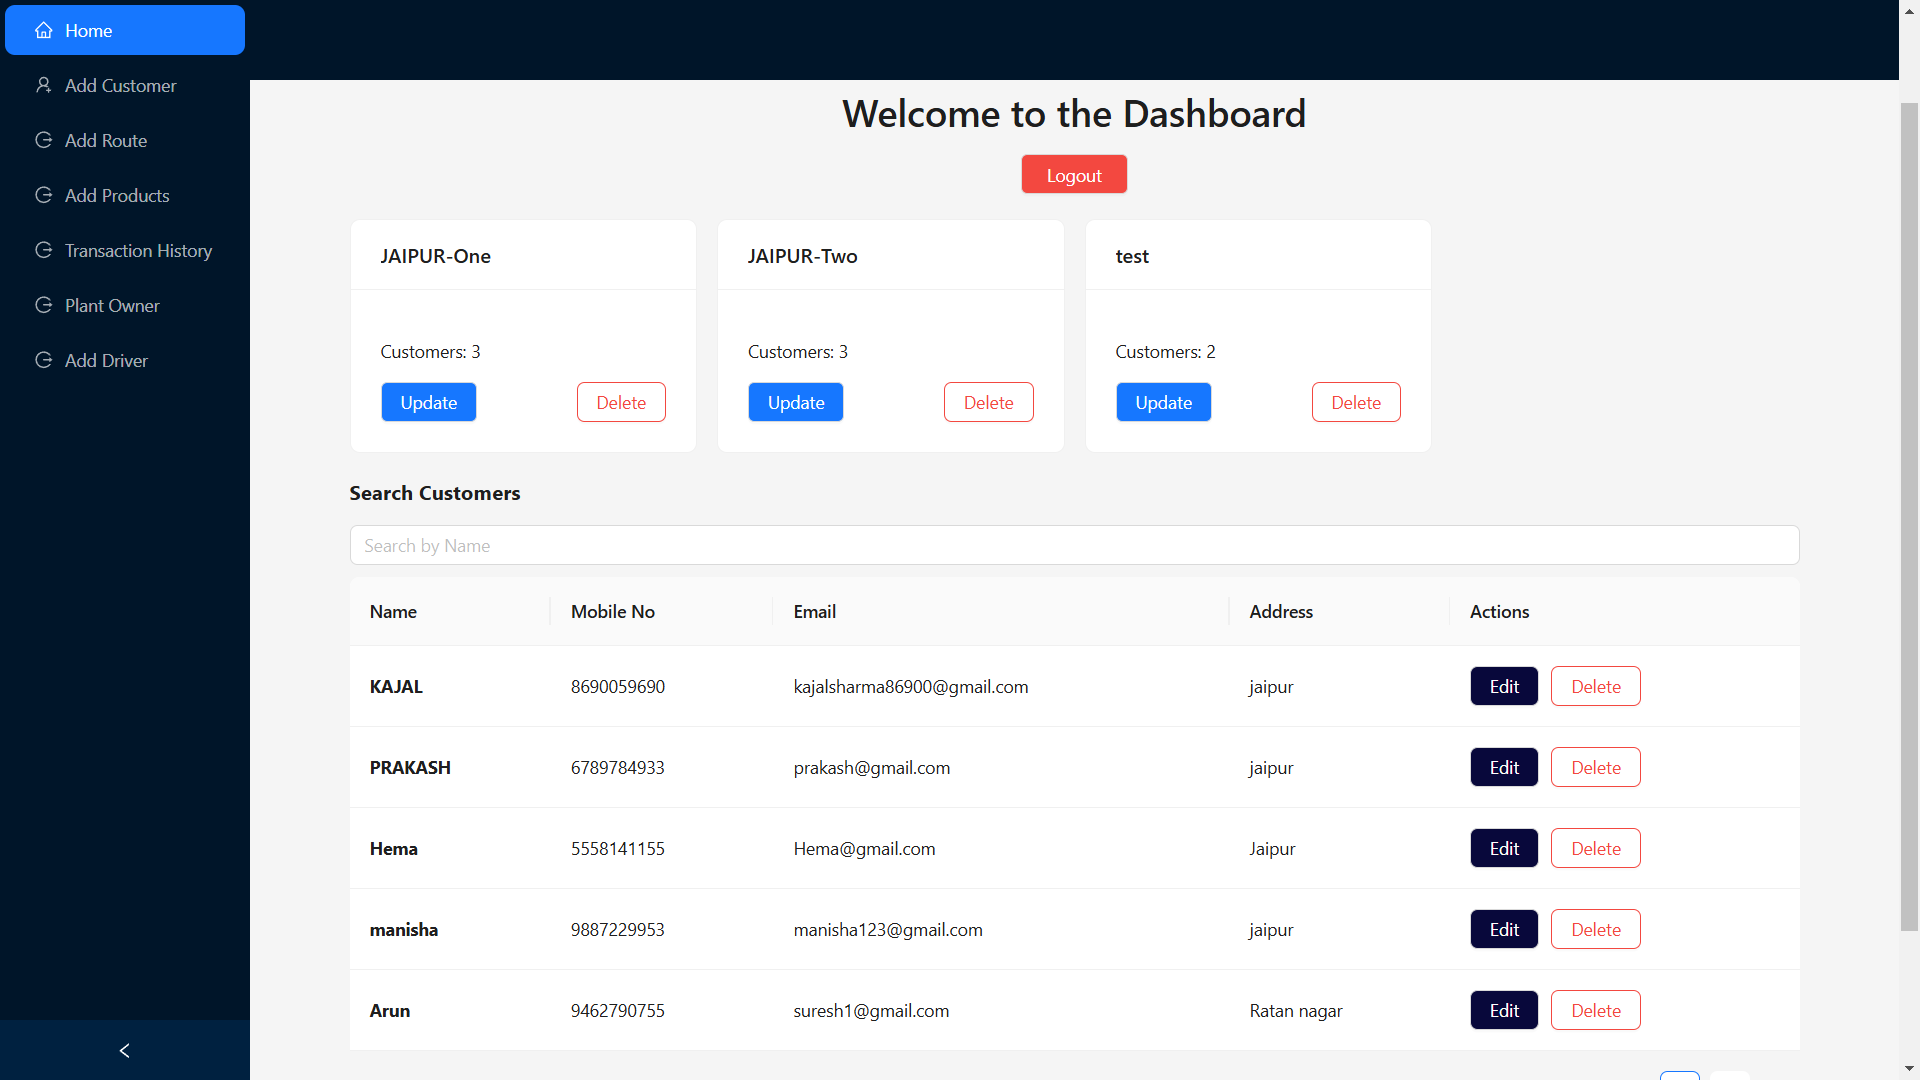 Home
Add Customer
Add Route
Add Products
Transaction History
Plant Owner
Add Driver
Welcome to the Dashboard
Logout
JAIPUR-One
Customers: 3
Update Delete
JAIPUR-Two
Customers: 3
Update Delete
test
Customers: 2
Update Delete
Search Customers
Search by Name
Name Mobile No Email Address Actions
KAJAL 8690059690 kajalsharma86900@gmail.com jaipur Edit Delete
PRAKASH 6789784933 prakash@gmail.com jaipur Edit Delete
Hema 5558141155 Hema@gmail.com Jaipur Edit Delete
manisha 9887229953 manisha123@gmail.com jaipur Edit Delete
Arun 9462790755 suresh1@gmail.com Ratan nagar Edit Delete